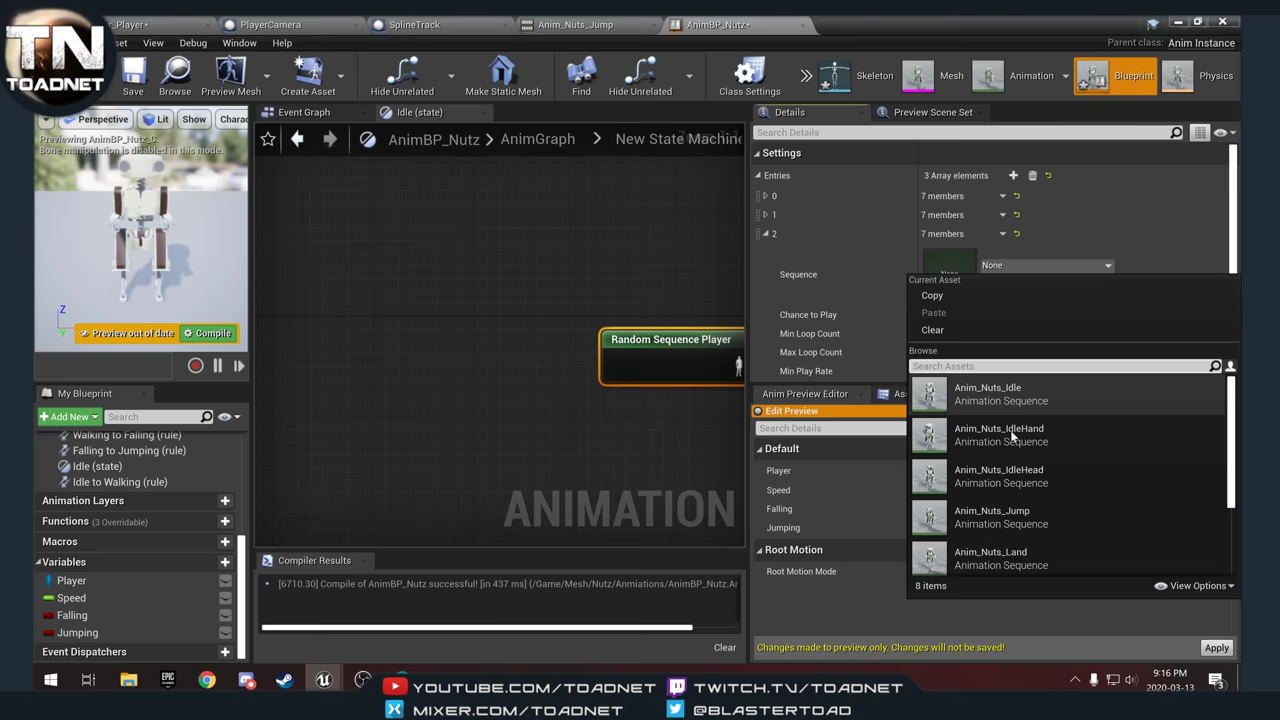 TN
TOADNET
_Player*
PlayerCamera
SplineTrack
Anim_Nuts_Jump
AnimBP_Nutz*
set View Debug Window Help
Parent class: Anim Instance
Save
Browse
Preview Mesh
Create Asset
Hide Unrelated
Make Static Mesh
Find
Hide Unrelated
Class Settings
Skeleton
Mesh
Animation
Blueprint
Physics
Perspective Lit Show Chara
Previewing AnimBP_Nutz_C.
Bone manipulation is disabled in this mode.
Z
Y
Preview out of date
Compile
Event Graph
Idle (state)
AnimBP_Nutz > AnimGraph > New State Machine
Random Sequence Player
ANIMATION
My Blueprint
+Add New
Search
Walking to Falling (rule)
Falling to Jumping (rule)
Idle (state)
Idle to Walking (rule)
Animation Layers
Functions (3 Overridable)
Macros
Variables
Player
Speed
Falling
Jumping
Event Dispatchers
Compiler Results
[6710.30] Compile of AnimBP_Nutz successful! [in 437 ms] (/Game/Mesh/Nutz/Anmiations/AnimBP_Nutz.An
Clear
Details
Preview Scene Set
Search Details
Settings
Entries
3 Array elements
0
7 members
1
7 members
2
7 members
Sequence
None
None
Chance to Play
Min Loop Count
Max Loop Count
Min Play Rate
Current Asset
Copy
Paste
Clear
Browse
Search Assets
Anim_Nuts_Idle
Animation Sequence
Anim_Nuts_IdleHand
Animation Sequence
Anim_Nuts_IdleHead
Animation Sequence
Anim_Nuts_Jump
Animation Sequence
Anim_Nuts_Land
Animation Sequence
8 items
View Options
Anim Preview Editor
Ass
Edit Preview
Search Details
Default
Player
Speed
Falling
Jumping
Root Motion
Root Motion Mode
Changes made to preview only. Changes will not be saved!
Apply
EPIC
9:16 PM
2020-03-13
3
YOUTUBE.COM/TOADNET
TWITCH.TV/TOADNET
MIXER.COM/TOADNET
@BLASTERTOAD